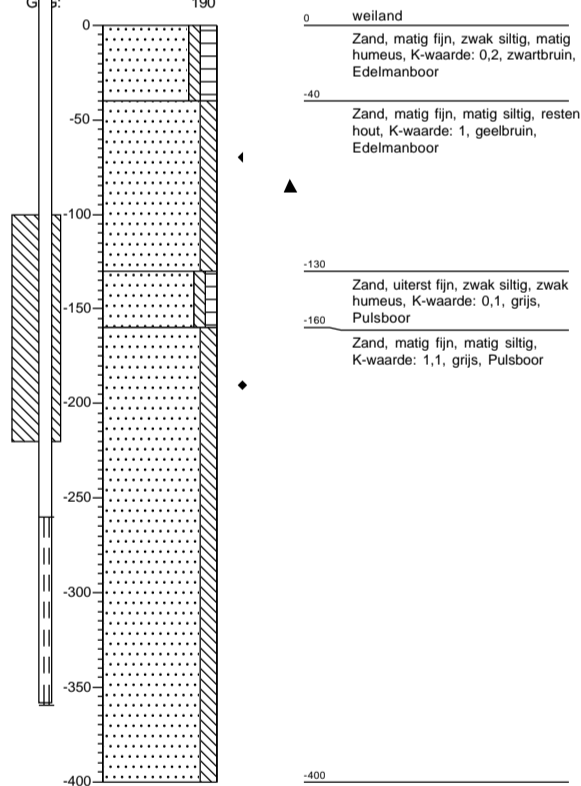 190
0
-50
-100
-150
-200
-250
-300
-350
-400
0
weiland
Zand, matig fijn, zwak siltig, matig
humeus, K-waarde: 0,2, zwartbruin,
Edelmanboor
-40
Zand, matig fijn, matig siltig, resten
hout, K-waarde: 1, geelbruin,
Edelmanboor
-130
Zand, uiterst fijn, zwak siltig, zwak
humeus, K-waarde: 0,1, grijs,
Pulsboor
-160
Zand, matig fijn, matig siltig,
K-waarde: 1,1, grijs, Pulsboor
-400